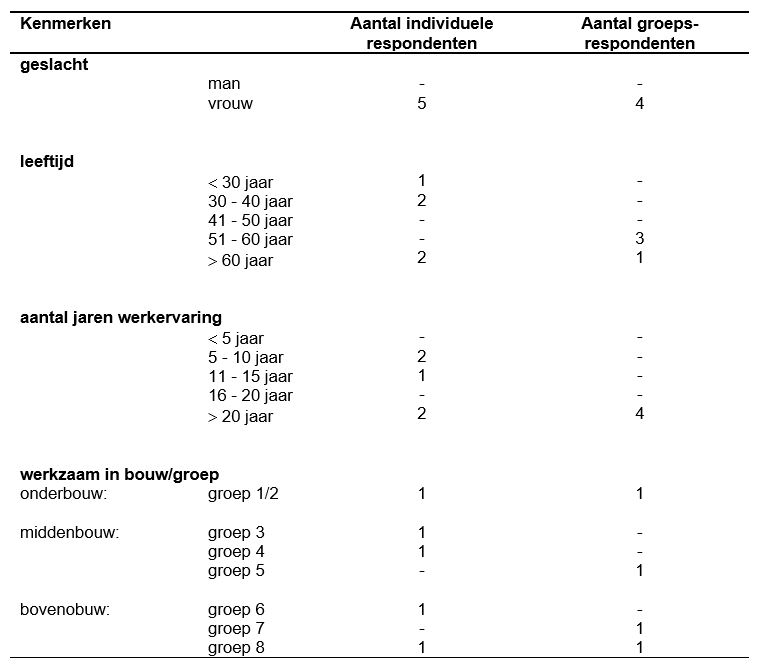 Kenmerken Aantal individuele respondenten Aantal groeps-respondenten
geslacht
man - -
vrouw 5 4
leeftijd
< 30 jaar 1 -
30 - 40 jaar 2 -
41 - 50 jaar - -
51 - 60 jaar - 3
> 60 jaar 2 1
aantal jaren werkervaring
< 5 jaar - -
5 - 10 jaar 2 -
11 - 15 jaar 1 -
16 - 20 jaar - -
> 20 jaar 2 4
werkzaam in bouw/groep
onderbouw: groep 1/2 1 1
middenbouw: groep 3 1 -
groep 4 1 -
groep 5 - 1
bovenobuw: groep 6 1 -
groep 7 - 1
groep 8 1 1